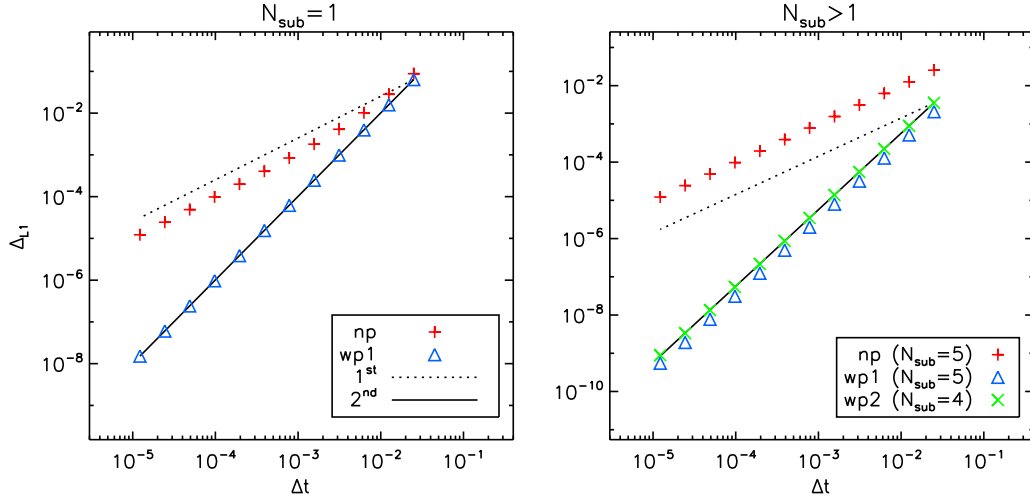 N_sub=1
10^-2
10^-4
10^-6
10^-8
Δ_L1
np
wp1
1^st
2^nd
10^-5 10^-4 10^-3 10^-2 10^-1
Δt
N_sub>1
10^-2
10^-4
10^-6
10^-8
10^-10
np (N_sub=5)
wp1 (N_sub=5)
wp2 (N_sub=4)
10^-5 10^-4 10^-3 10^-2 10^-1
Δt